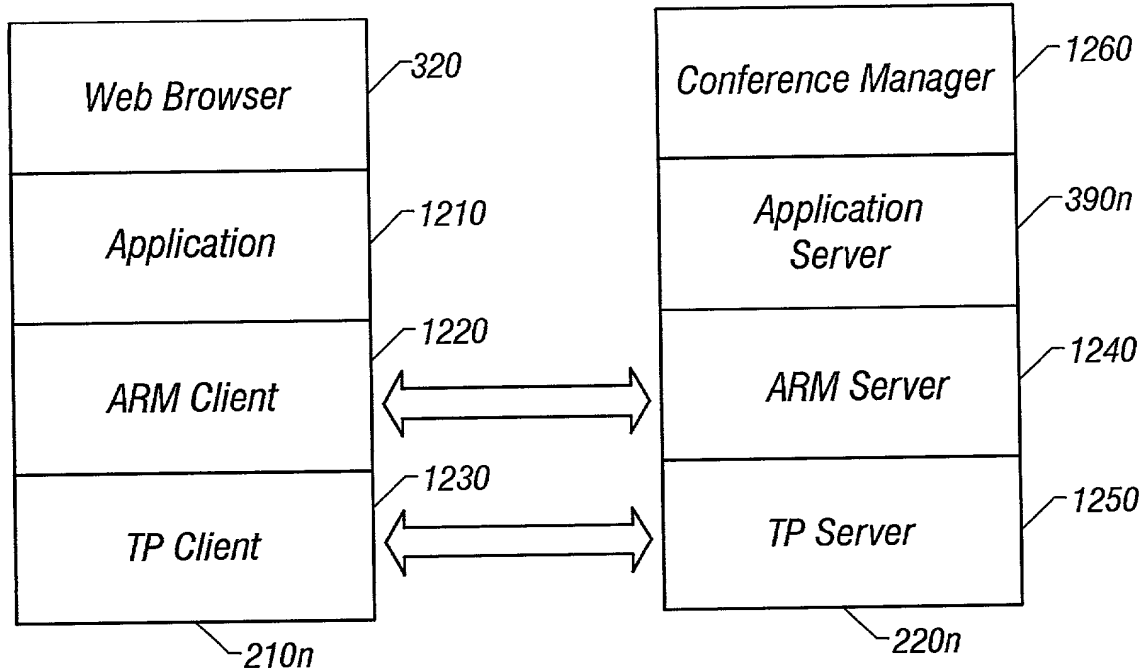 Web Browser
320
Application
1210
ARM Client
1220
TP Client
1230
210n
Conference Manager
1260
Application
Server
390n
ARM Server
1240
TP Server
1250
220n